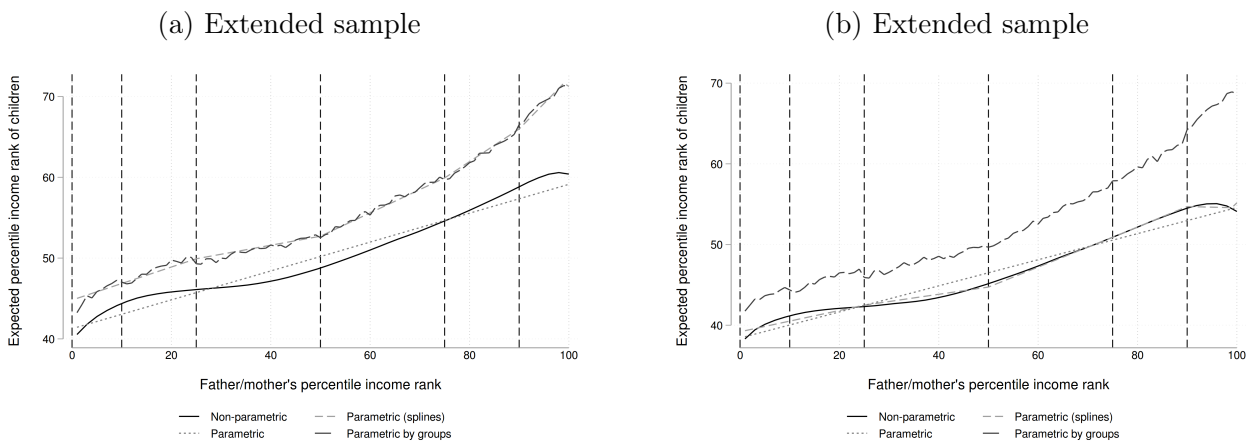 (a) Extended sample
Expected percentile income rank of children
70
60
50
40
0
20
40
60
80
100
Father/mother's percentile income rank
Non-parametric
Parametric (splines)
Parametric
Parametric by groups
(b) Extended sample
Expected percentile income rank of children
70
60
50
40
0
20
40
60
80
100
Father/mother's percentile income rank
Non-parametric
Parametric (splines)
Parametric
Parametric by groups